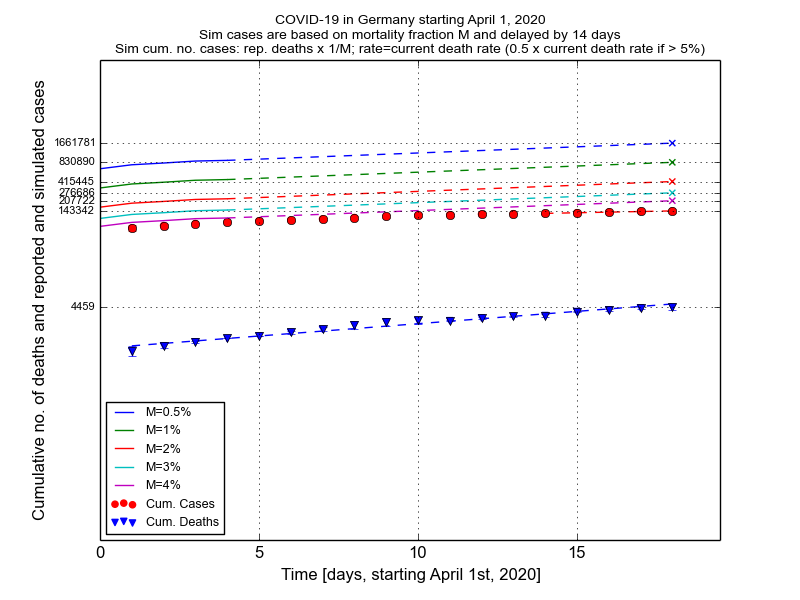 COVID-19 in Germany starting April 1, 2020
Sim cases are based on mortality fraction M and delayed by 14 days
Sim cum. no. cases: rep. deaths x 1/M; rate=current death rate (0.5 x current death rate if > 5%)
Cumulative no. of deaths and reported and simulated cases
1661781
830890
415445
276686
207722
143342
4459
M=0.5%
M=1%
M=2%
M=3%
M=4%
Cum. Cases
Cum. Deaths
0 5 10 15
Time [days, starting April 1st, 2020]